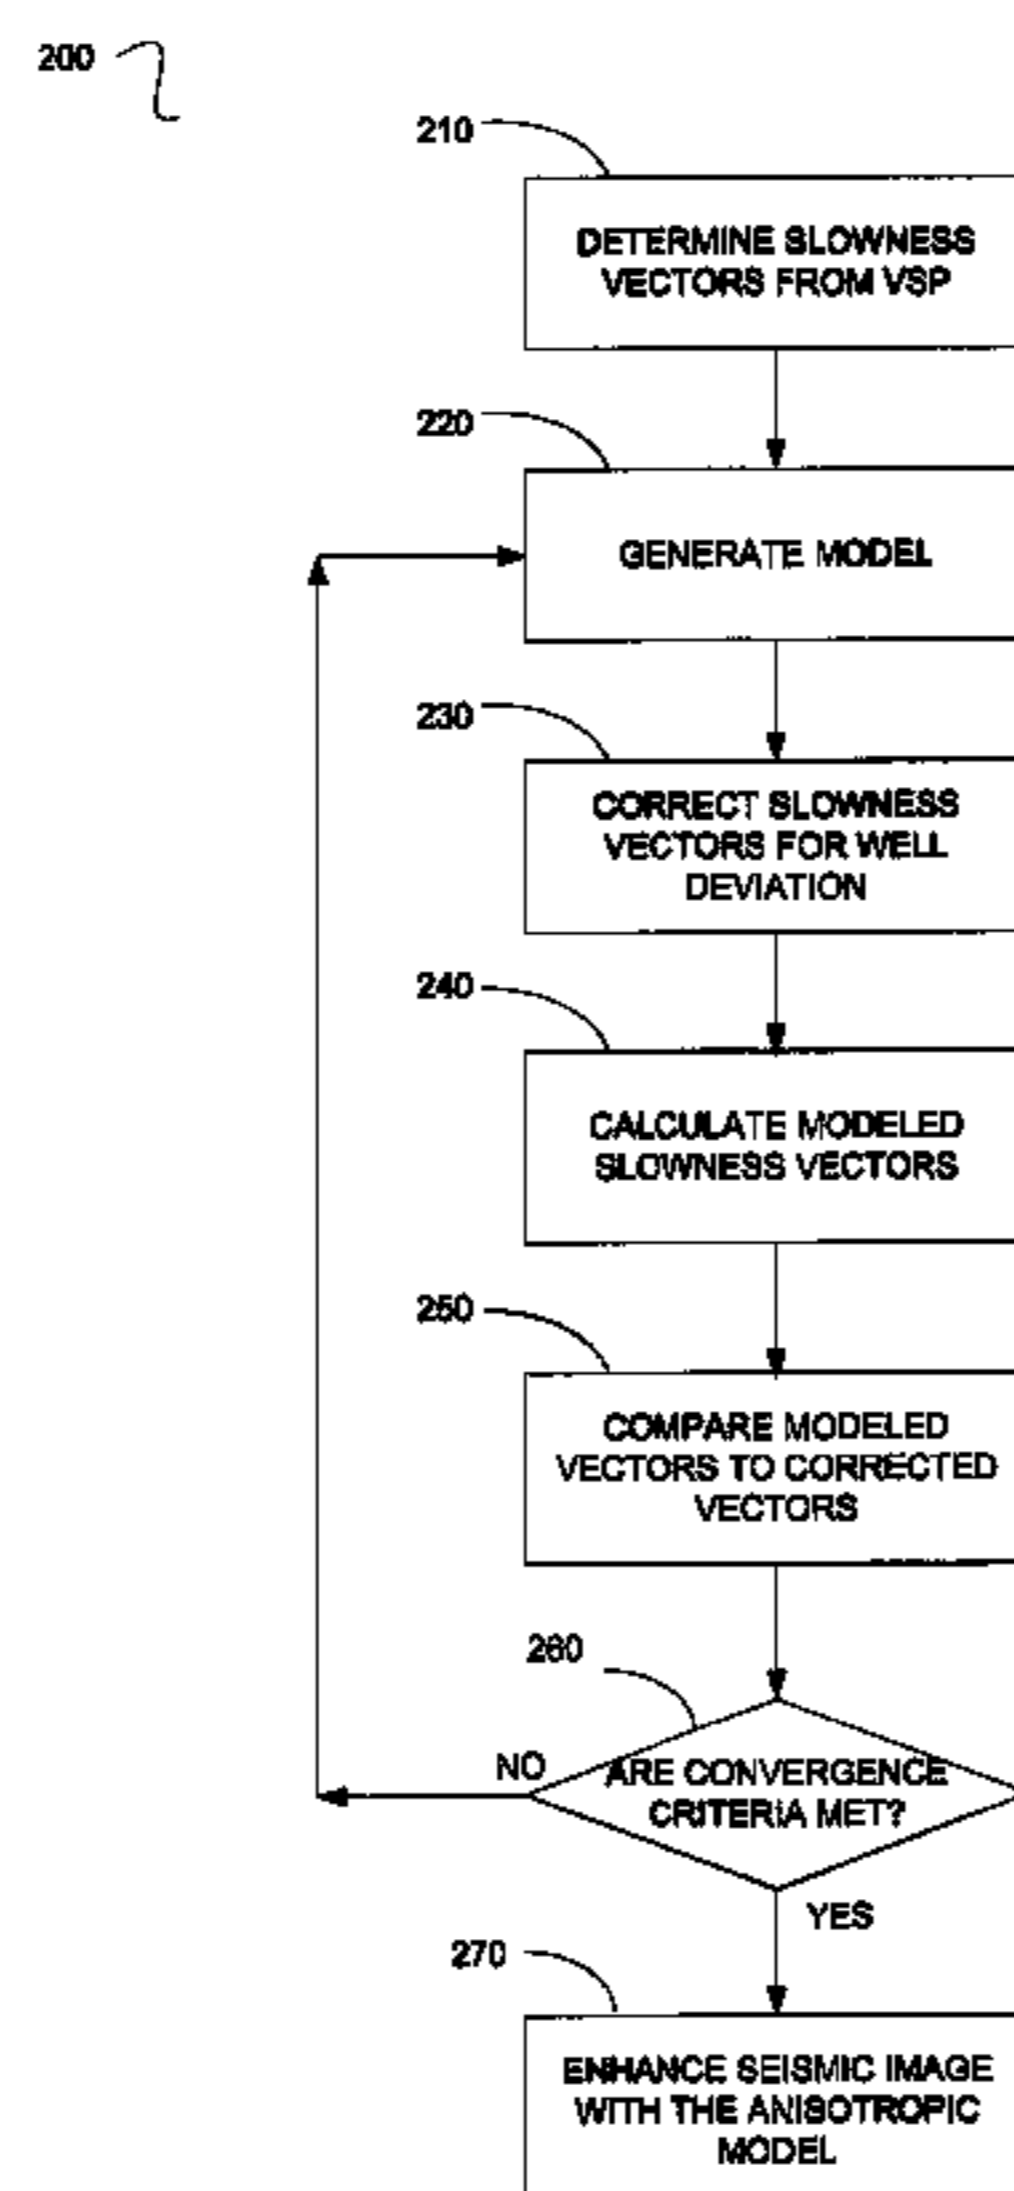 200
210
DETERMINE SLOWNESS
VECTORS FROM VSP
220
GENERATE MODEL
230
CORRECT SLOWNESS
VECTORS FOR WELL
DEVIATION
240
CALCULATE MODELED
SLOWNESS VECTORS
250
COMPARE MODELED
VECTORS TO CORRECTED
VECTORS
260
NO
ARE CONVERGENCE
CRITERIA MET?
YES
270
ENHANCE SEISMIC IMAGE
WITH THE ANISOTROPIC
MODEL